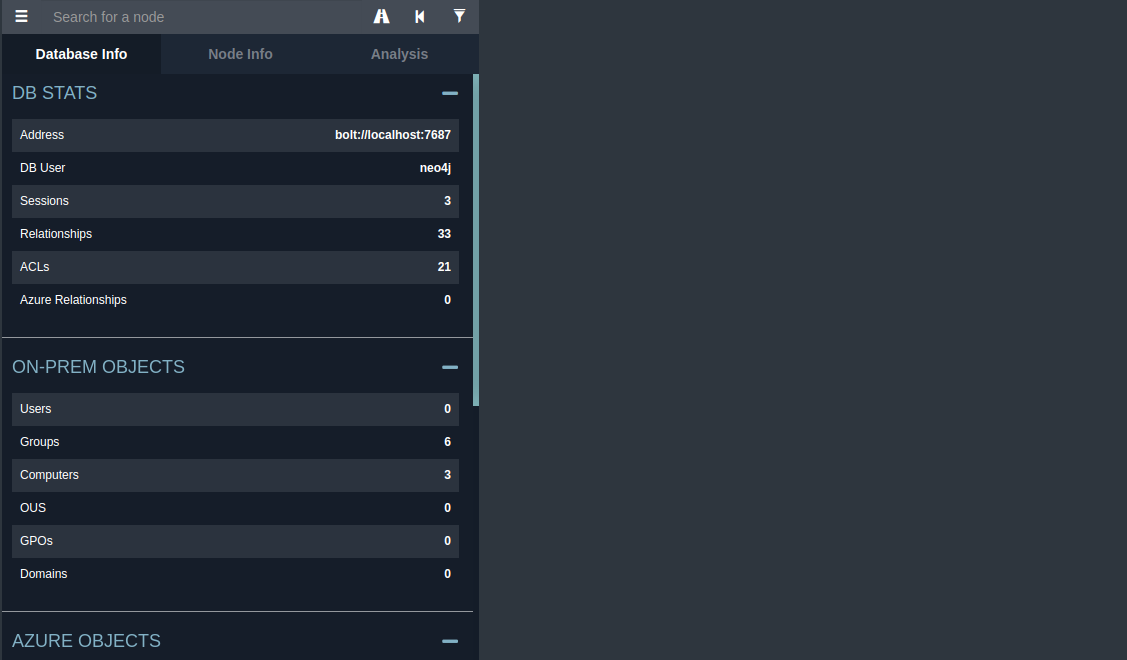 Search for a node
Database Info Node Info Analysis
DB STATS
Address bolt://localhost:7687
DB User neo4j
Sessions 3
Relationships 33
ACLs 21
Azure Relationships 0
ON-PREM OBJECTS
Users 0
Groups 6
Computers 3
OUS 0
GPOs 0
Domains 0
AZURE OBJECTS